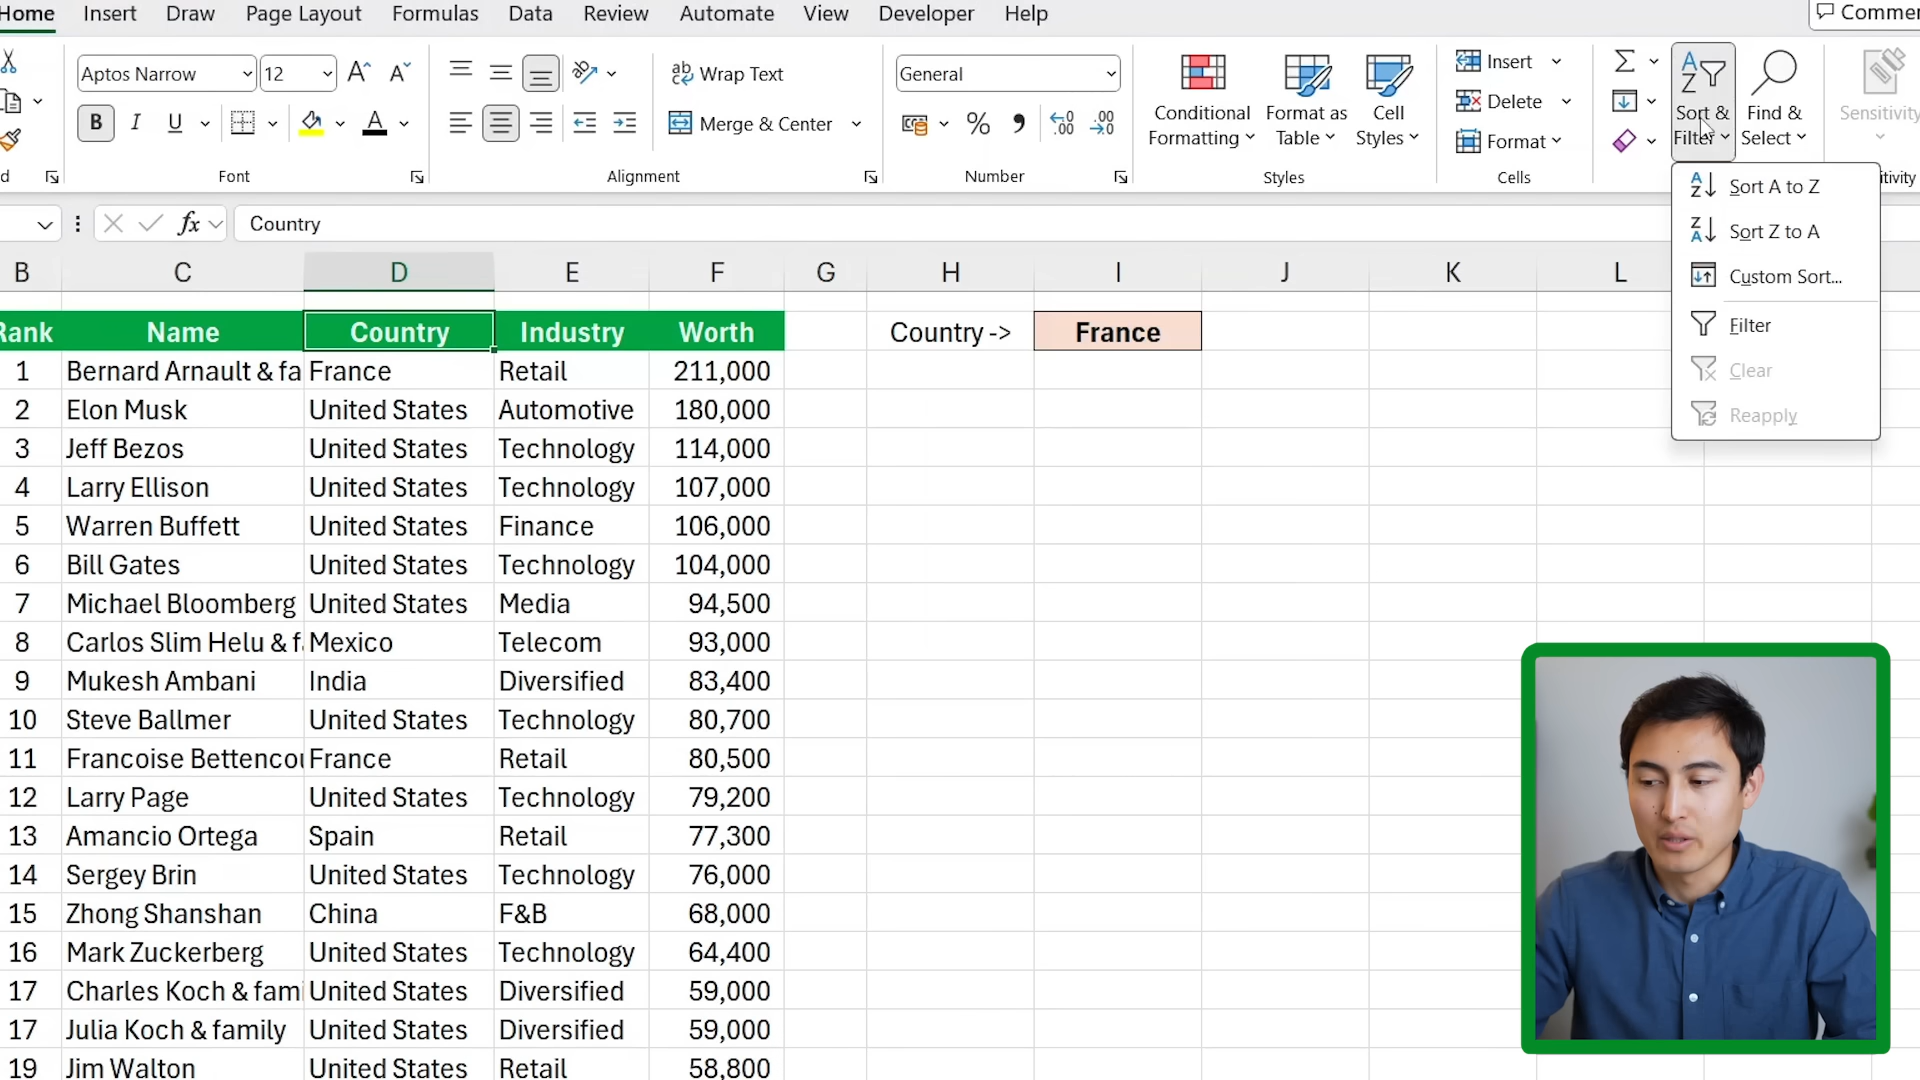 Home Insert Draw Page Layout Formulas Data Review Automate View Developer Help
Aptos Narrow 12 A A ab Wrap Text General Insert Σ
Conditional Formatting Format as Table Cell Styles Delete Sort & Filter Find & Select Sensitivity
B I U A Merge & Center % 9 .00 .00 Format
Font Alignment Number Styles Cells
fx Country
Sort A to Z
Sort Z to A
Custom Sort...
Filter
Clear
Reapply
B C D E F G H I J K L
Rank Name Country Industry Worth Country -> France
1 Bernard Arnault & fa France Retail 211,000
2 Elon Musk United States Automotive 180,000
3 Jeff Bezos United States Technology 114,000
4 Larry Ellison United States Technology 107,000
5 Warren Buffett United States Finance 106,000
6 Bill Gates United States Technology 104,000
7 Michael Bloomberg United States Media 94,500
8 Carlos Slim Helu & f Mexico Telecom 93,000
9 Mukesh Ambani India Diversified 83,400
10 Steve Ballmer United States Technology 80,700
11 Francoise Bettencou France Retail 80,500
12 Larry Page United States Technology 79,200
13 Amancio Ortega Spain Retail 77,300
14 Sergey Brin United States Technology 76,000
15 Zhong Shanshan China F&B 68,000
16 Mark Zuckerberg United States Technology 64,400
17 Charles Koch & fami United States Diversified 59,000
17 Julia Koch & family United States Diversified 59,000
19 Jim Walton United States Retail 58,800